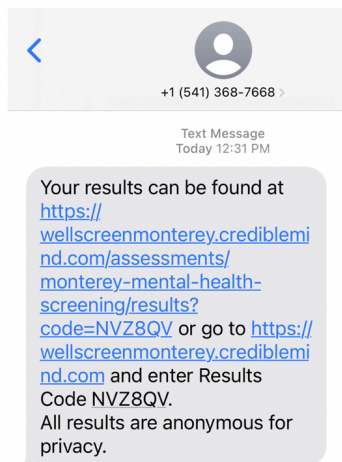 +1 (541) 368-7668 >
Text Message
Today 12:31 PM
Your results can be found at
https://
wellscreenmonterey.crediblemi
nd.com/assessments/
monterey-mental-health-
screening/results?
code=NVZ8QV or go to https://
wellscreenmonterey.crediblemi
nd.com and enter Results
Code NVZ8QV.
All results are anonymous for
privacy.